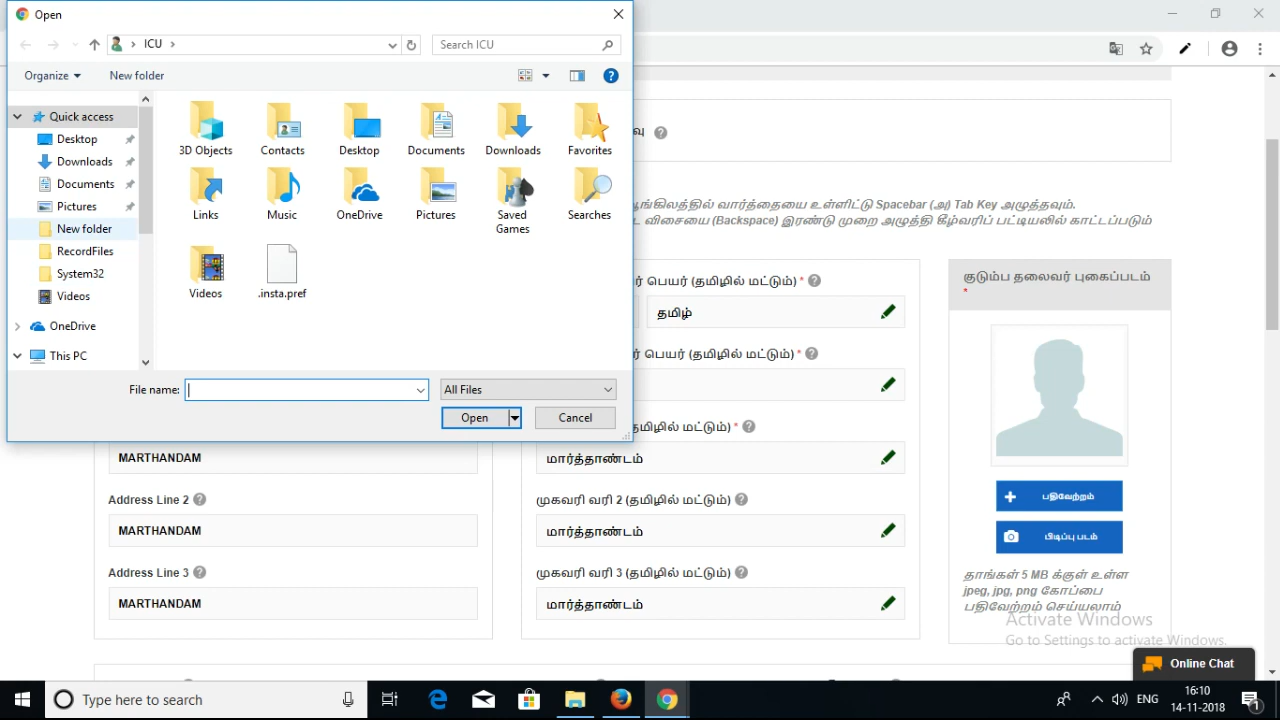 Open
ICU
Search ICU
Organize
New folder
Quick access
Desktop
Downloads
Documents
Pictures
New folder
RecordFiles
System32
Videos
OneDrive
This PC
3D Objects
Contacts
Desktop
Documents
Downloads
Favorites
Links
Music
OneDrive
Pictures
Saved Games
Searches
Videos
.insta.pref
File name:
All Files
Open
Cancel
வார்த்தையை உள்ளிட்டு Spacebar (அ) Tab Key அழுத்தவும்.
விசையை (Backspace) இரண்டு முறை அழுத்தி கீழ்வரிப் பட்டியலில் காட்டப்படும்
பெயர் (தமிழில் மட்டும்) *
தமிழ்
பெயர் (தமிழில் மட்டும்) *
(தமிழில் மட்டும்) *
MARTHANDAM
மார்த்தாண்டம்
Address Line 2
முகவரி வரி 2 (தமிழில் மட்டும்)
MARTHANDAM
மார்த்தாண்டம்
Address Line 3
முகவரி வரி 3 (தமிழில் மட்டும்)
MARTHANDAM
மார்த்தாண்டம்
குடும்ப தலைவர் புகைப்படம்
*
பதிவேற்றம்
பிடிப்பு படம்
தாங்கள் 5 MB க்குள் உள்ள
jpeg, jpg, png கோப்பை
பதிவேற்றம் செய்யலாம்
Activate Windows
Go to Settings to activate Windows.
Online Chat
Type here to search
ENG
16:10
14-11-2018
1